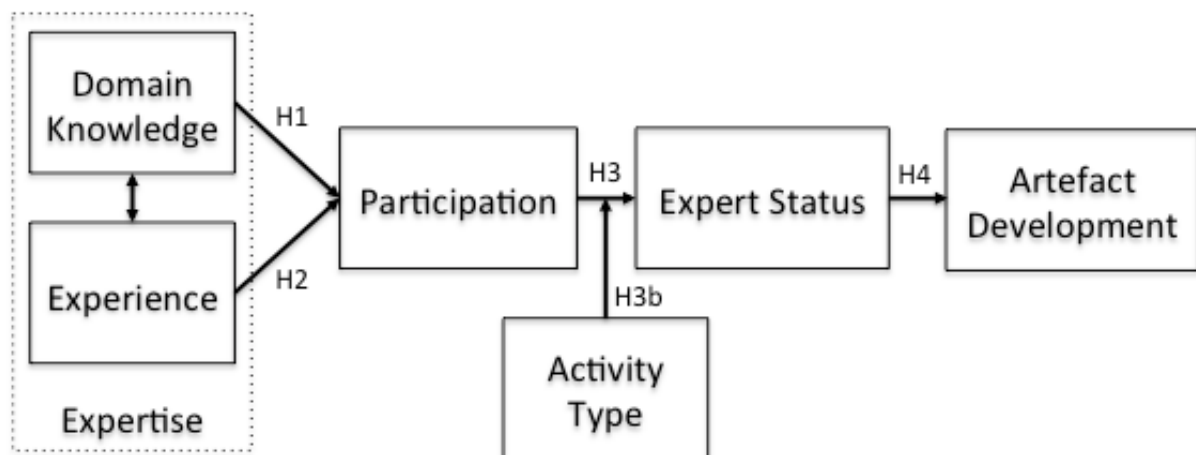 Domain
Knowledge
H1
Participation
H3
Expert Status
H4
Artefact
Development
Experience
H2
H3b
Activity
Type
Expertise